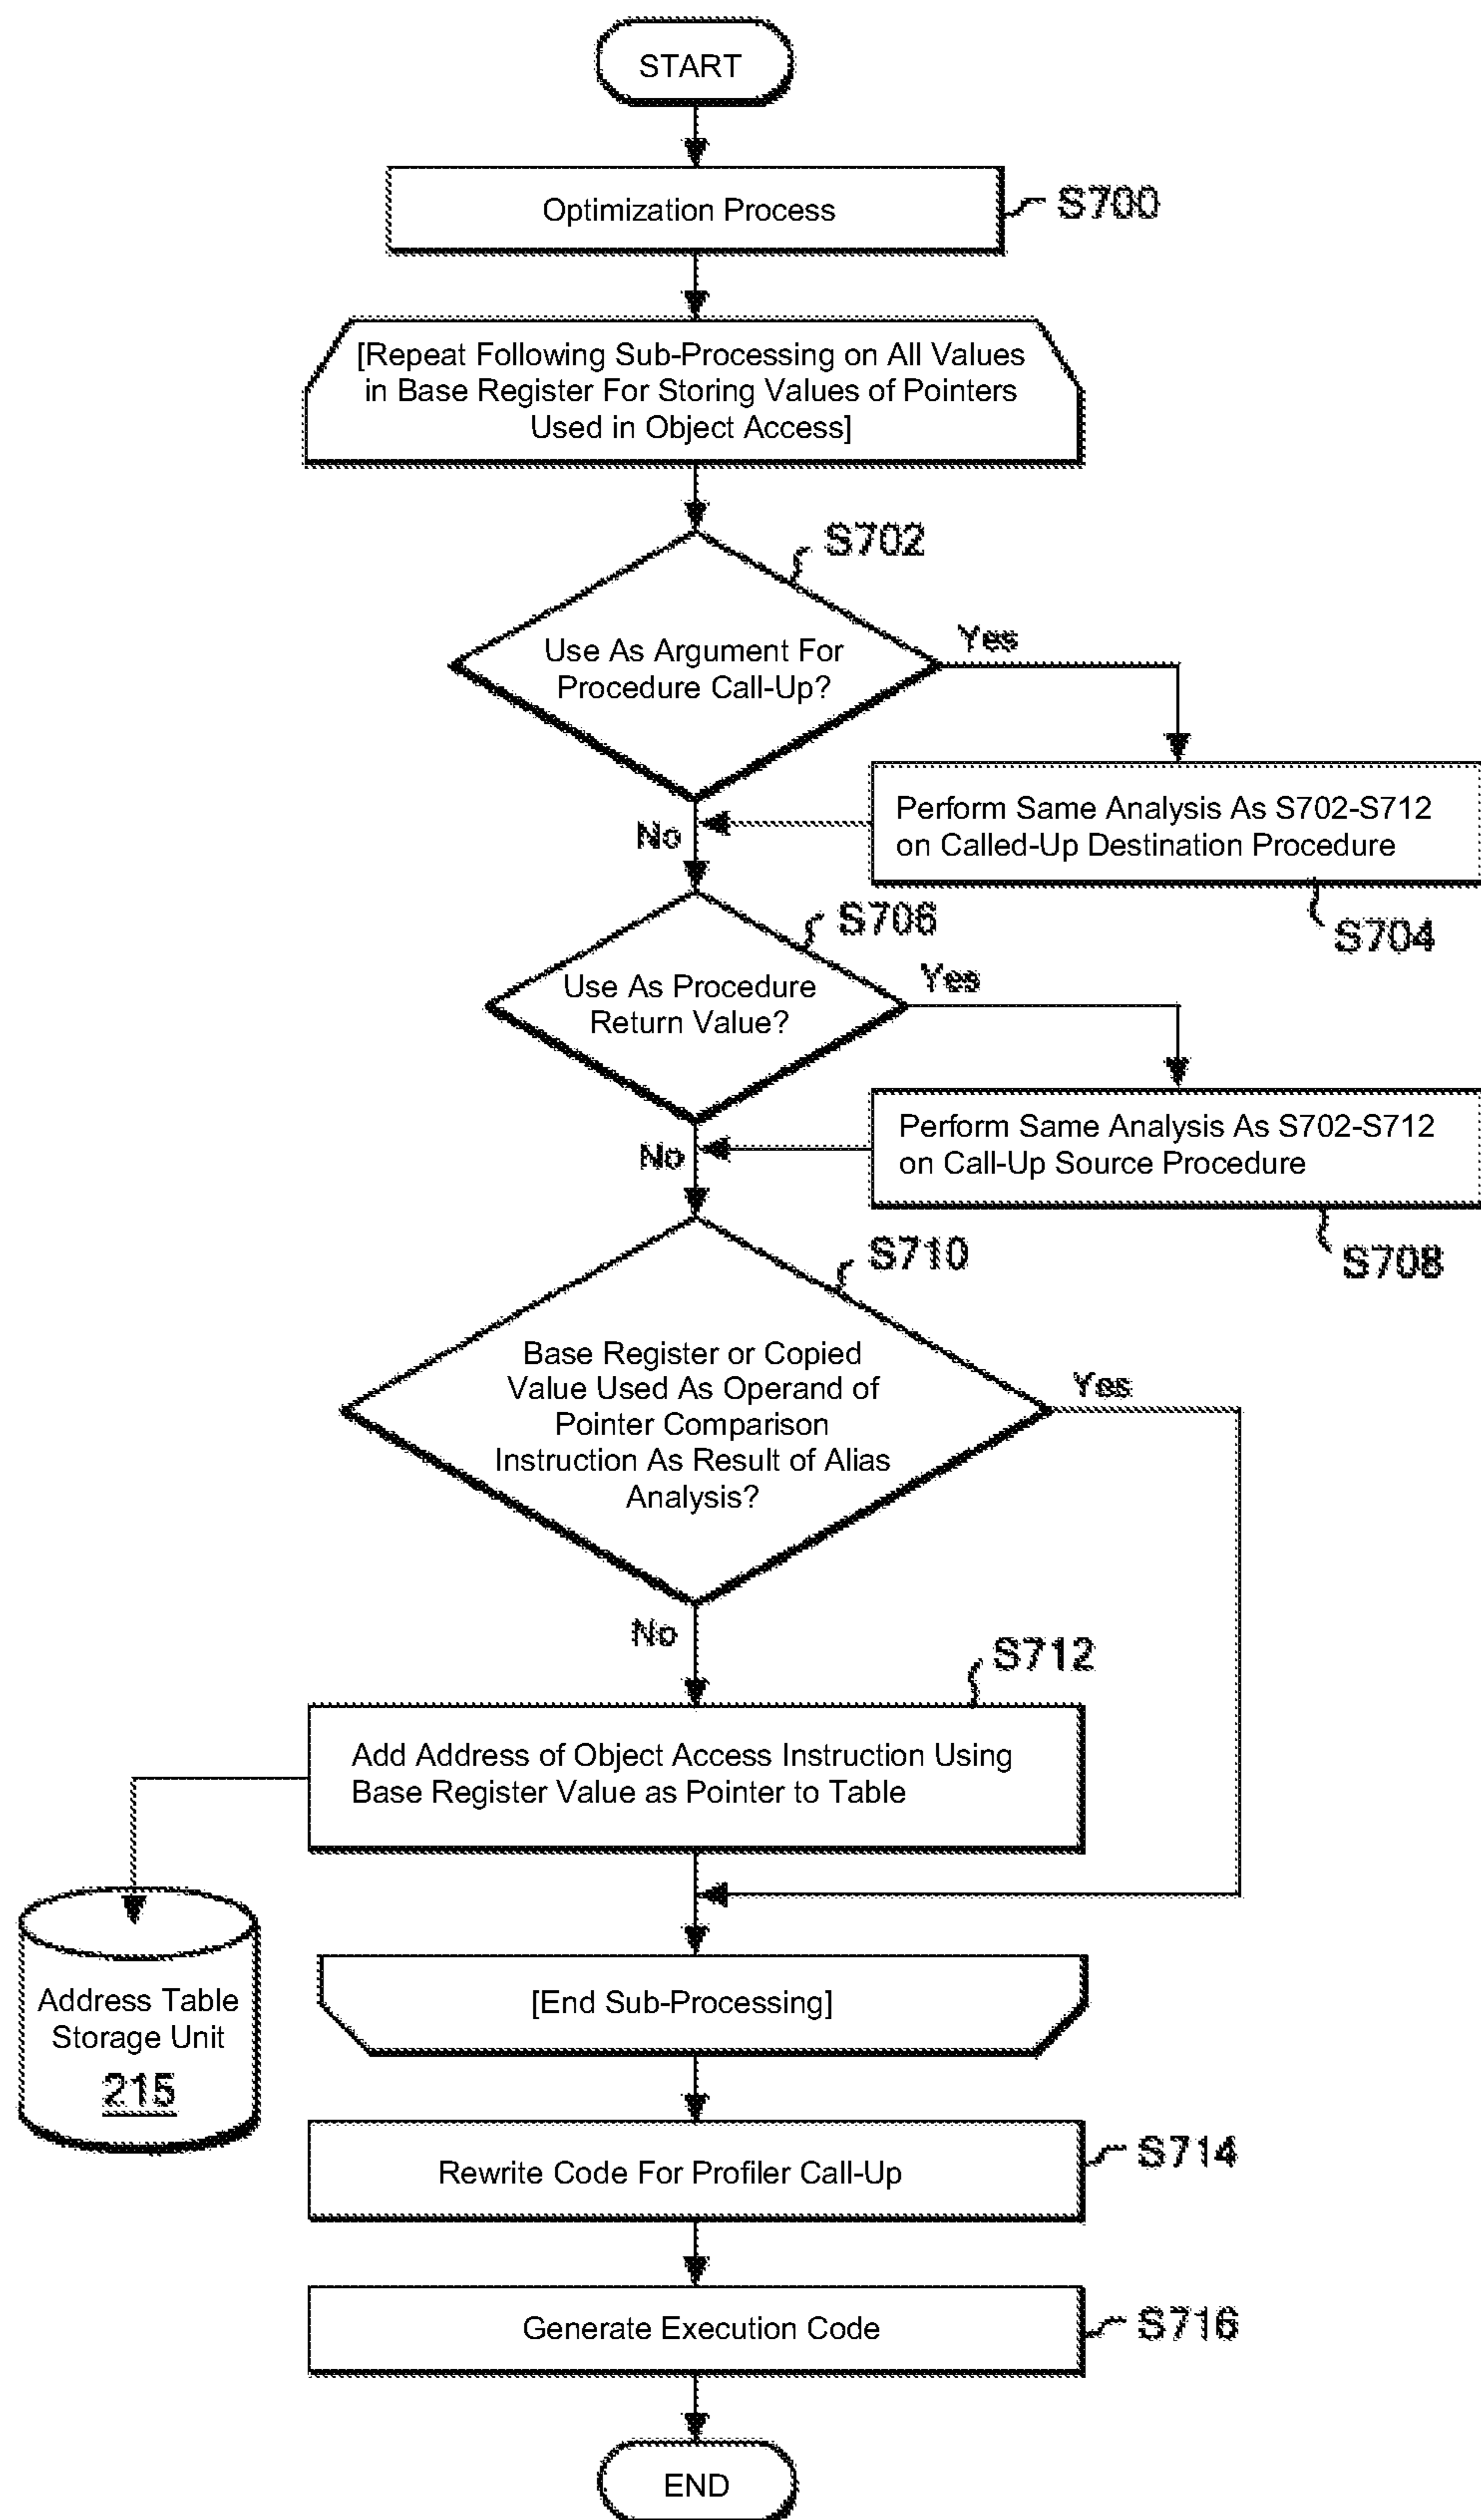 START
Optimization Process
S700
[Repeat Following Sub-Processing on All Values
in Base Register For Storing Values of Pointers
Used in Object Access]
S702
Use As Argument For
Procedure Call-Up?
Yes
Perform Same Analysis As S702-S712
on Called-Up Destination Procedure
No
S704
S706
Use As Procedure
Return Value?
Yes
Perform Same Analysis As S702-S712
on Call-Up Source Procedure
No
S708
S710
Base Register or Copied
Value Used As Operand of
Pointer Comparison
Instruction As Result of Alias
Analysis?
Yes
No
S712
Add Address of Object Access Instruction Using
Base Register Value as Pointer to Table
Address Table
Storage Unit
215
[End Sub-Processing]
Rewrite Code For Profiler Call-Up
S714
Generate Execution Code
S716
END